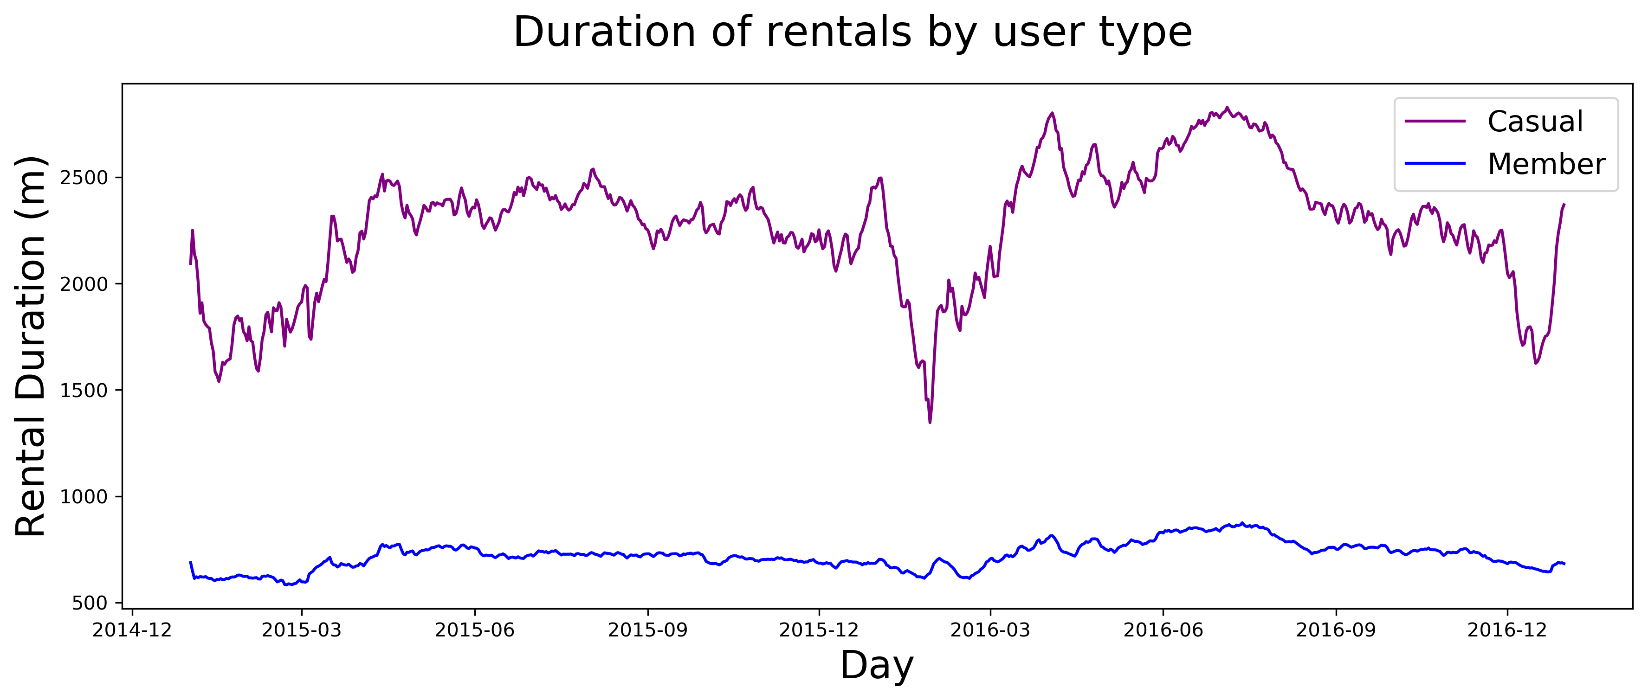 Duration of rentals by user type
Rental Duration (m)
2500
2000
1500
1000
500
Casual
Member
2014-12 2015-03 2015-06 2015-09 2015-12 2016-03 2016-06 2016-09 2016-12
Day